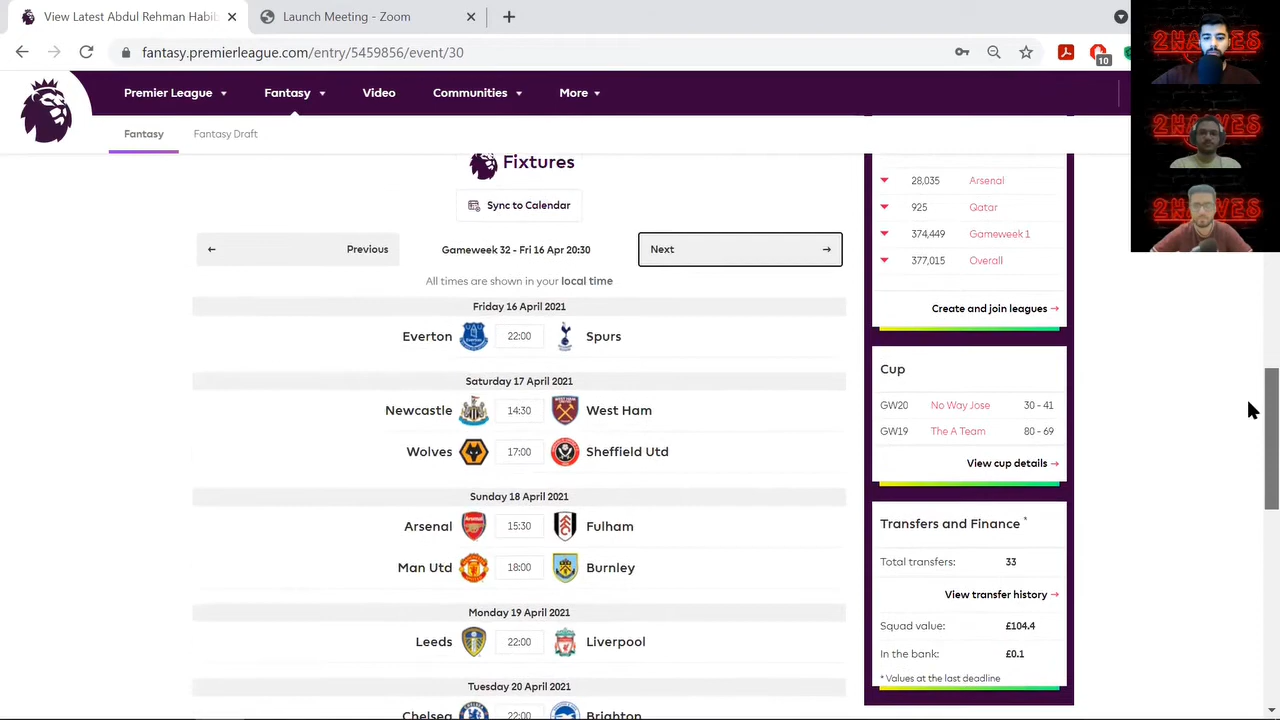 View Latest Abdul Rehman Habib
Launch Meeting - Zoom
fantasy.premierleague.com/entry/5459856/event/30
10
Premier League
Fantasy
Video
Communities
More
Fantasy
Fantasy Draft
2HALVES
2HALVES
2HALVES
Fixtures
Sync to Calendar
Previous
Gameweek 32 - Fri 16 Apr 20:30
Next
All times are shown in your local time
Friday 16 April 2021
Everton 22:00 Spurs
Saturday 17 April 2021
Newcastle 14:30 West Ham
Wolves 17:00 Sheffield Utd
Sunday 18 April 2021
Arsenal 15:30 Fulham
Man Utd 18:00 Burnley
Monday 19 April 2021
Leeds 22:00 Liverpool
Tuesday 20 April 2021
Chelsea 22:00 Brighton
28,035 Arsenal
925 Qatar
374,449 Gameweek 1
377,015 Overall
Create and join leagues
Cup
GW20 No Way Jose 30 - 41
GW19 The A Team 80 - 69
View cup details
Transfers and Finance *
Total transfers: 33
View transfer history
Squad value: £104.4
In the bank: £0.1
* Values at the last deadline